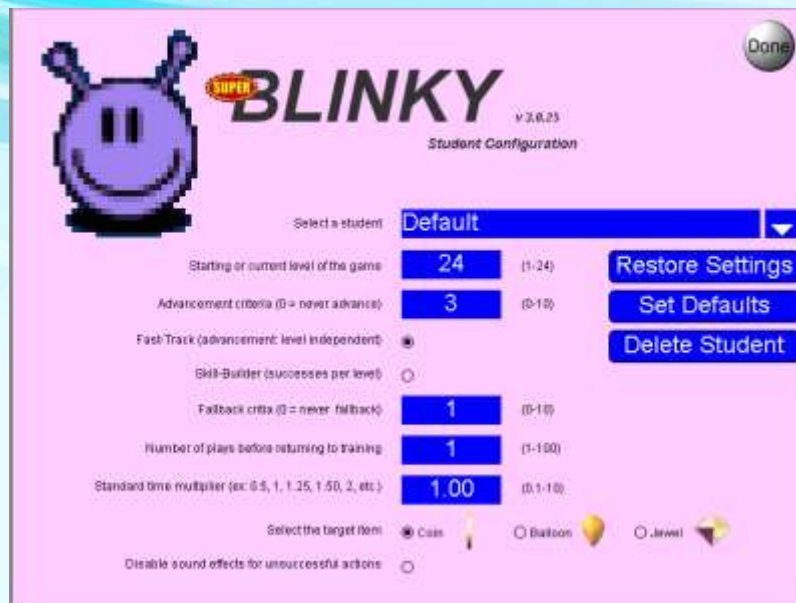 Done
SUPER
BLINKY v 3.0.25
Student Configuration
Select a student Default
Starting or current level of the game 24 (1-24) Restore Settings
Advancement criteria (0 = never advance) 3 (0-10) Set Defaults
Fast-Track (advancement: level independent) Delete Student
Skill-Builder (successes per level)
Fallback critia (0 = never fallback) 1 (0-10)
Number of plays before returning to training 1 (1-100)
Standard time multiplier (ex: 0.5, 1, 1.25, 1.50, 2, etc.) 1.00 (0.1-10)
Select the target item Coin Balloon Jewel
Disable sound effects for unsuccessful actions